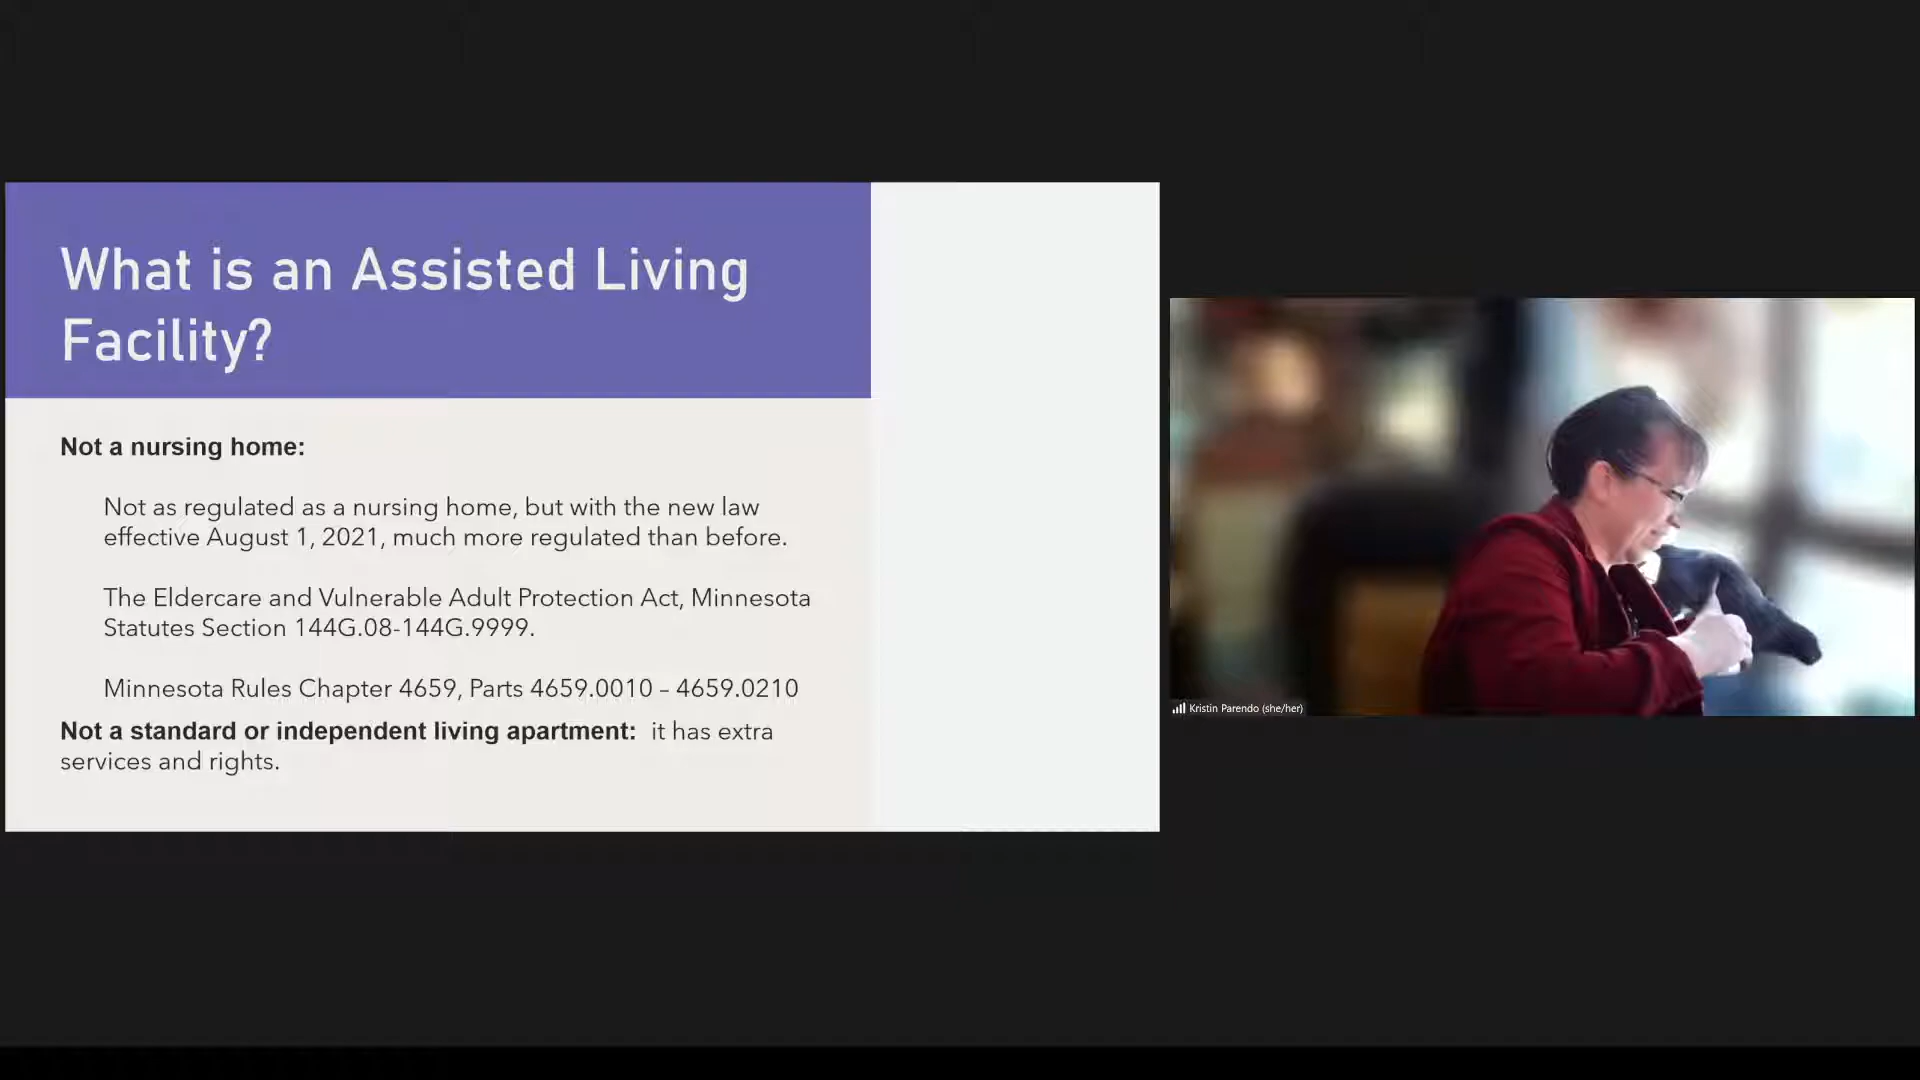 What is an Assisted Living
Facility?
Not a nursing home:
Not as regulated as a nursing home, but with the new law
effective August 1, 2021, much more regulated than before.
The Eldercare and Vulnerable Adult Protection Act, Minnesota
Statutes Section 144G.08-144G.9999.
Minnesota Rules Chapter 4659, Parts 4659.0010 – 4659.0210
Not a standard or independent living apartment: it has extra
services and rights.
Kristin Parendo (she/her)